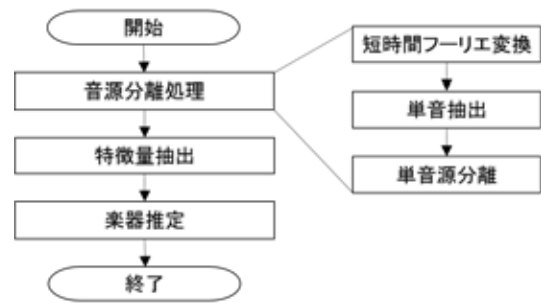 開始
音源分離処理
特徴量抽出
楽器推定
終了
短時間フーリエ変換
単音抽出
単音源分離